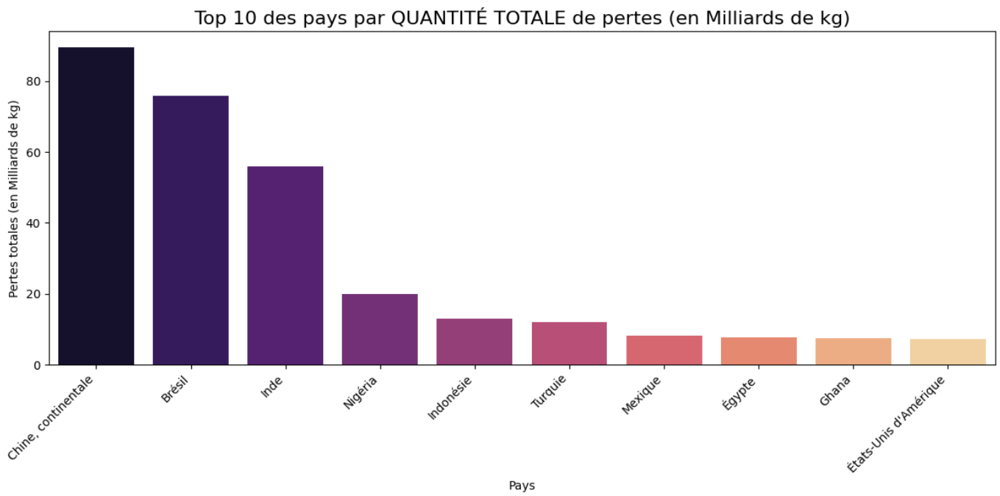 Top 10 des pays par QUANTITÉ TOTALE de pertes (en Milliards de kg)
Pertes totales (en Milliards de kg)
80
60
40
20
0
Chine, continentale
Brésil
Inde
Nigéria
Indonésie
Turquie
Mexique
Égypte
Ghana
États-Unis d'Amérique
Pays